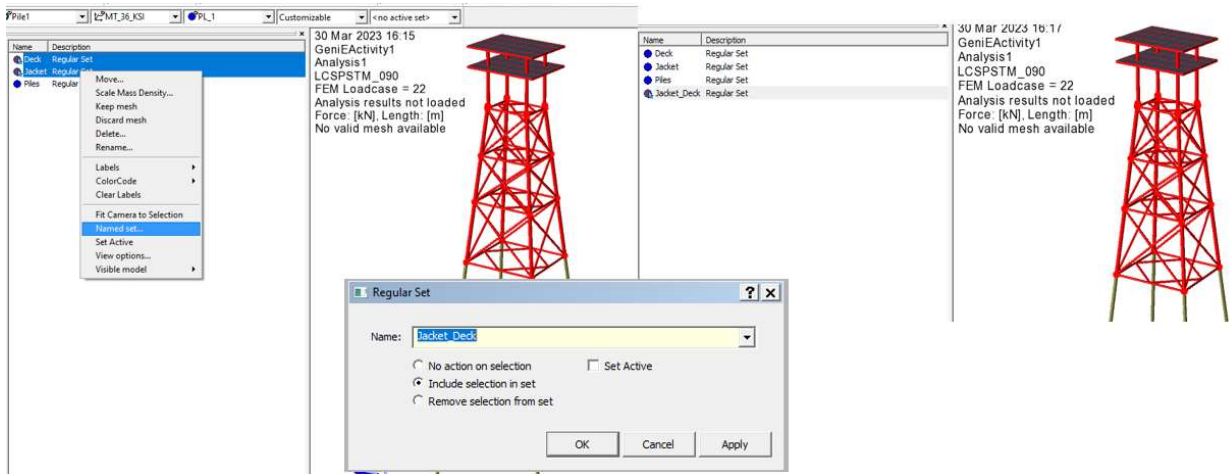 Pile1 MT_36_KSI PL_1 Customizable <no active set>
Name Description
Deck Regular Set
Jacket Regular Set
Piles Regular
Move...
Scale Mass Density...
Keep mesh
Discard mesh
Delete...
Rename...
Labels
ColorCode
Clear Labels
Fit Camera to Selection
Named set...
Set Active
View options...
Visible model
30 Mar 2023 16:15
GeniEActivity1
Analysis1
LCSPSTM_090
FEM Loadcase = 22
Analysis results not loaded
Force: [kN], Length: [m]
No valid mesh available
Name Description
Deck Regular Set
Jacket Regular Set
Piles Regular Set
Jacket_Deck Regular Set
30 Mar 2023 16:17
GeniEActivity1
Analysis1
LCSPSTM_090
FEM Loadcase = 22
Analysis results not loaded
Force: [kN], Length: [m]
No valid mesh available
Regular Set
Name: Jacket_Deck
No action on selection Set Active
Include selection in set
Remove selection from set
OK Cancel Apply